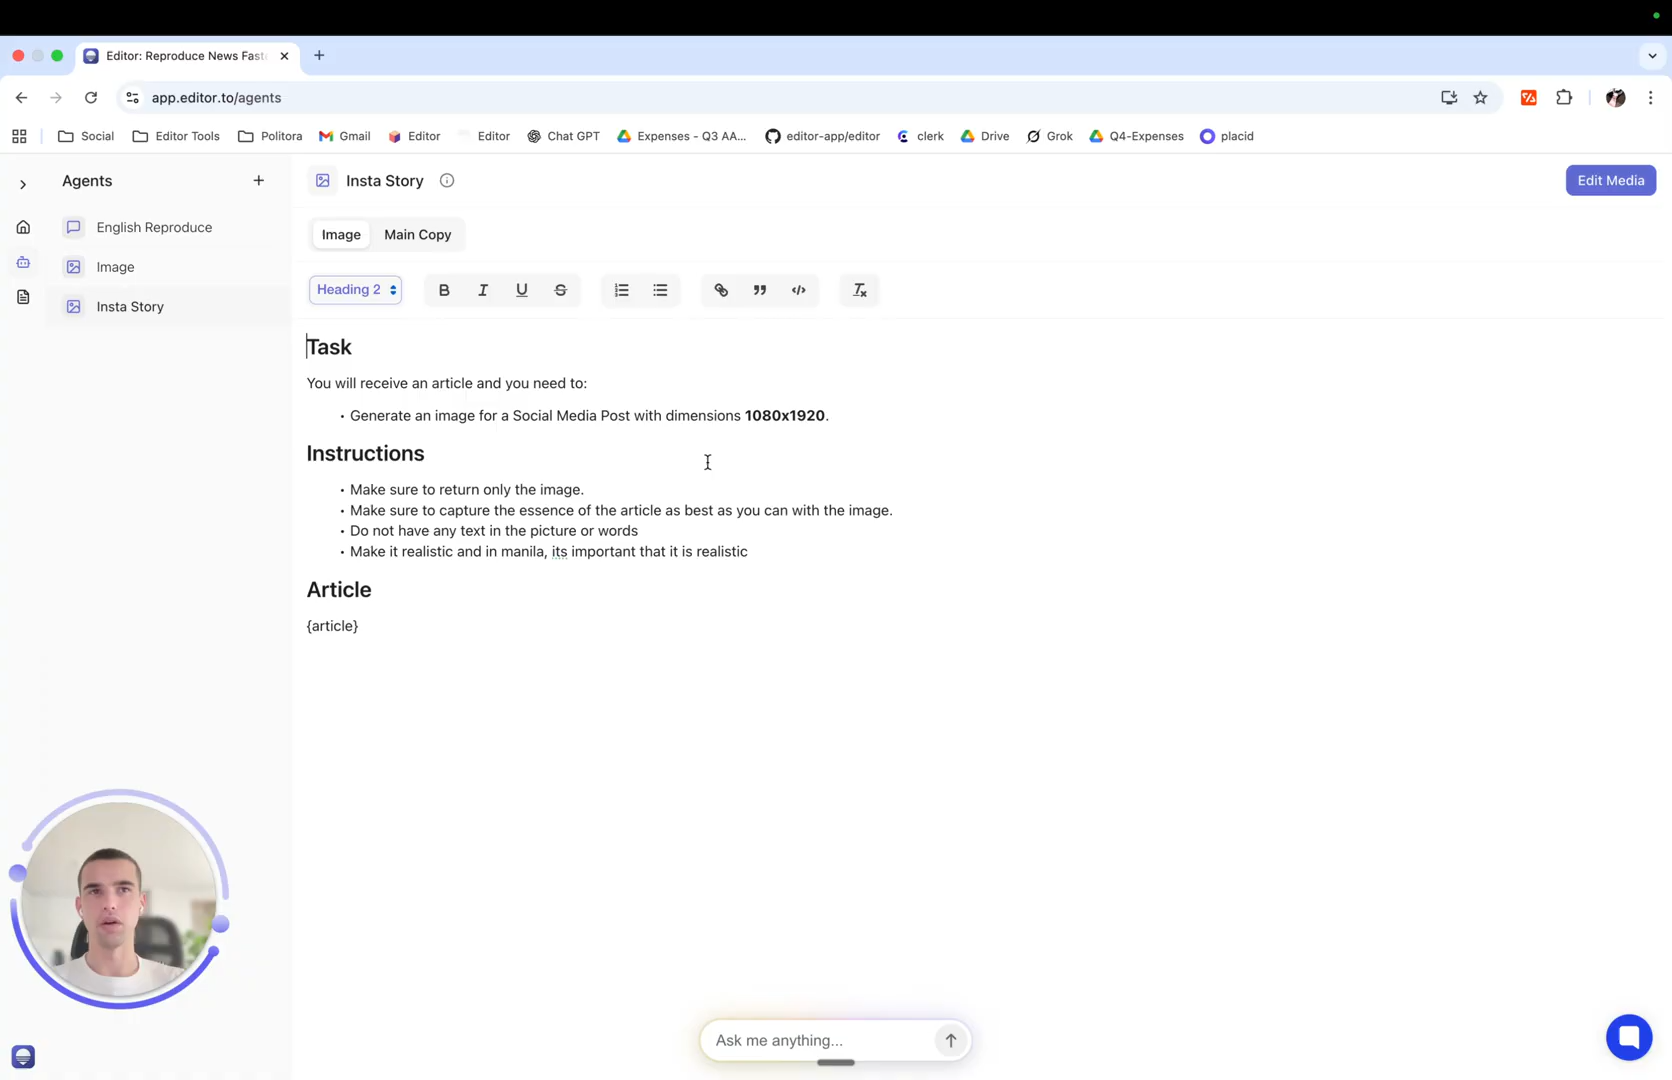 Editor: Reproduce News Fast
app.editor.to/agents
Social
Editor Tools
Politora
Gmail
Editor
Editor
Chat GPT
Expenses - Q3 AA...
editor-app/editor
clerk
Drive
Grok
Q4-Expenses
placid
Agents
English Reproduce
Image
Insta Story
Insta Story
Edit Media
Image
Main Copy
Heading 2
Task
You will receive an article and you need to:
• Generate an image for a Social Media Post with dimensions 1080x1920.
Instructions
• Make sure to return only the image.
• Make sure to capture the essence of the article as best as you can with the image.
• Do not have any text in the picture or words
• Make it realistic and in manila, its important that it is realistic
Article
{article}
Ask me anything...